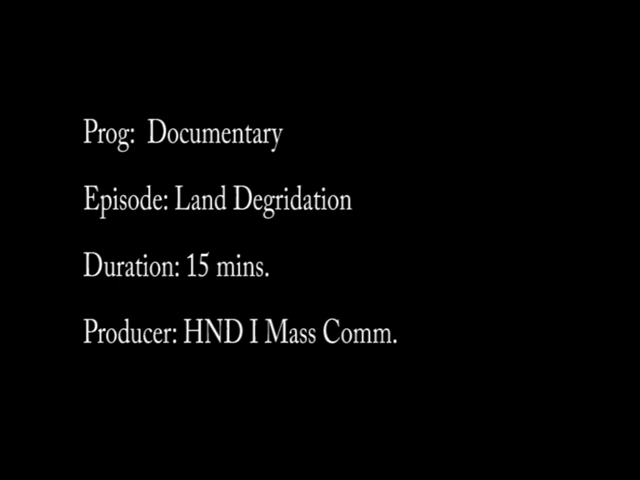 Prog: Documentary
Episode: Land Degridation
Duration: 15 mins.
Producer: HND I Mass Comm.